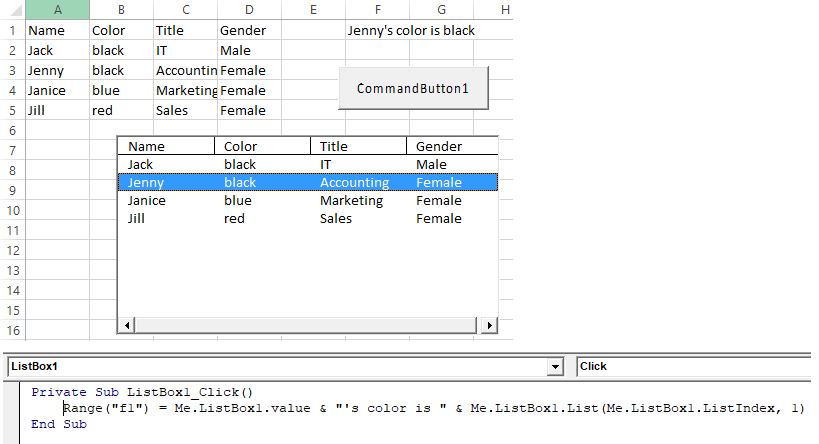 A B C D E F G H
1 Name Color Title Gender Jenny's color is black
2 Jack black IT Male
3 Jenny black Accountin Female
CommandButton1
4 Janice blue Marketing Female
5 Jill red Sales Female
6
7 Name Color Title Gender
8 Jack black IT Male
9 Jenny black Accounting Female
10 Janice blue Marketing Female
11 Jill red Sales Female
12
13
14
15
16
ListBox1 Click
Private Sub ListBox1_Click()
Range("f1") = Me.ListBox1.value & "'s color is " & Me.ListBox1.List(Me.ListBox1.ListIndex, 1)
End Sub